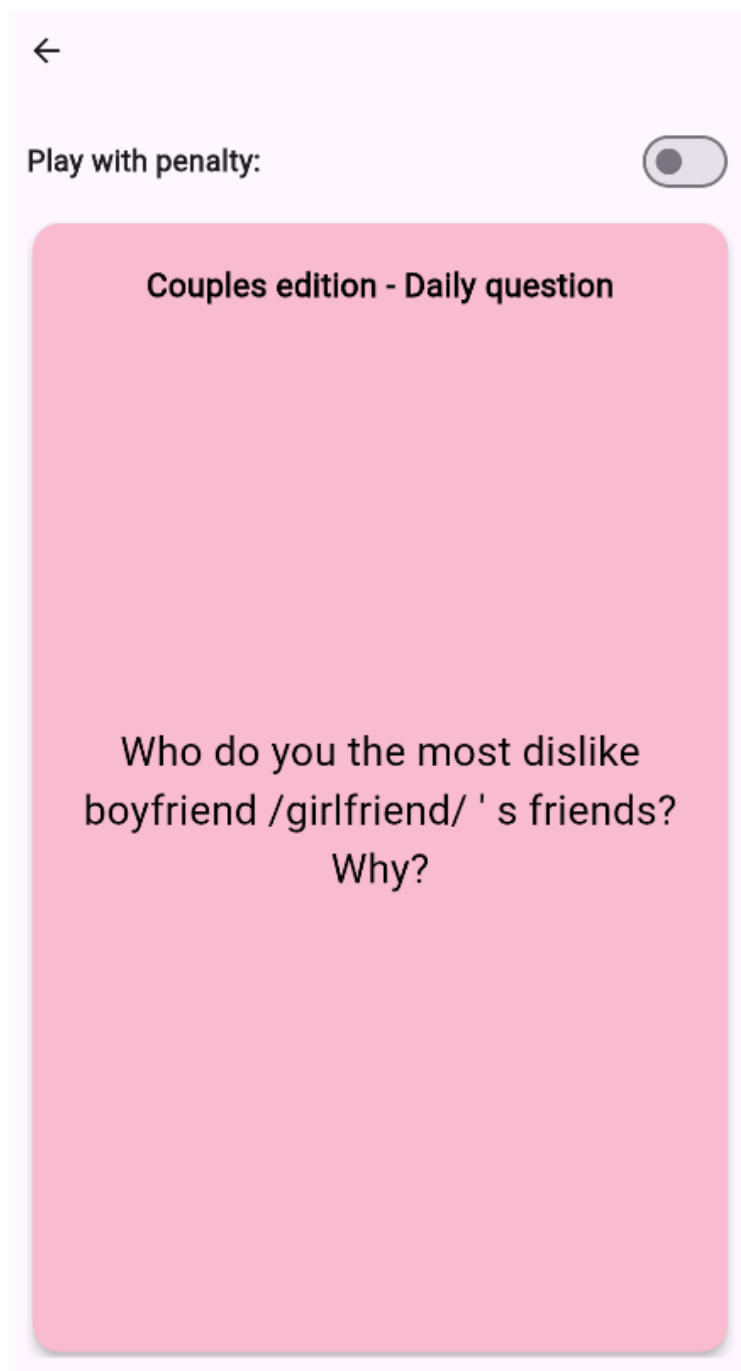 Play with penalty:
Couples edition - Daily question
Who do you the most dislike
boyfriend /girlfriend/ ' s friends?
Why?